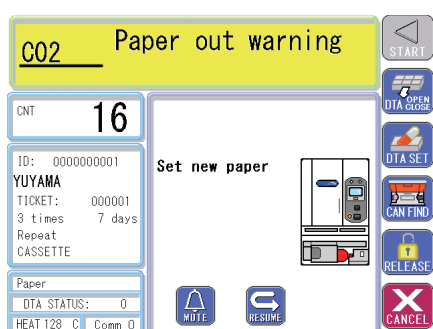 C02 Paper out warning
START
CNT 16
DTA OPEN CLOSE
ID: 0000000001
YUYAMA
TICKET: 000001
3 times 7 days
Repeat
CASSETTE
Set new paper
DTA SET
CAN FIND
RELEASE
Paper
DTA STATUS: 0
HEAT 128 C Comm 0
MUTE
RESUME
CANCEL